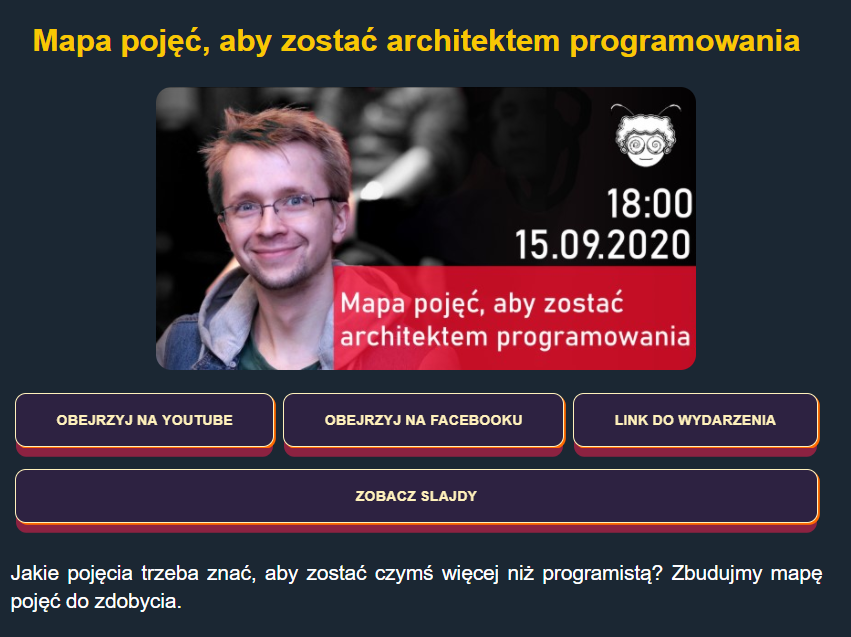 Mapa pojęć, aby zostać architektem programowania
18:00
15.09.2020
Mapa pojęć, aby zostać
architektem programowania
OBEJRZYJ NA YOUTUBE
OBEJRZYJ NA FACEBOOKU
LINK DO WYDARZENIA
ZOBACZ SLAJDY
Jakie pojęcia trzeba znać, aby zostać czymś więcej niż programistą? Zbudujmy mapę
pojęć do zdobycia.